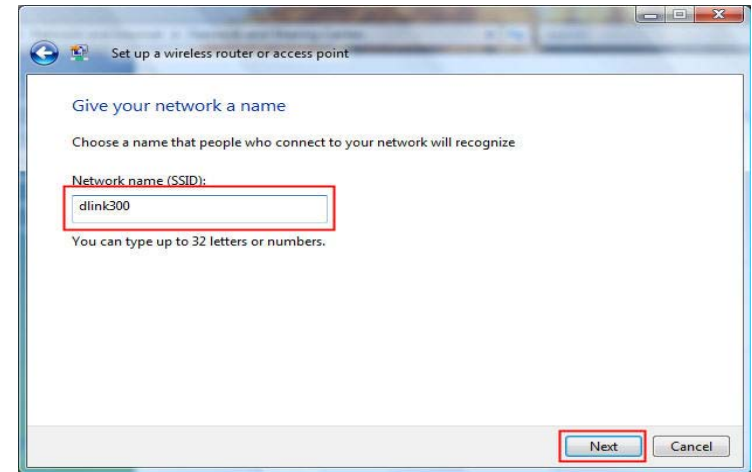 Set up a wireless router or access point
Give your network a name
Choose a name that people who connect to your network will recognize
Network name (SSID):
dlink300
You can type up to 32 letters or numbers.
Next Cancel